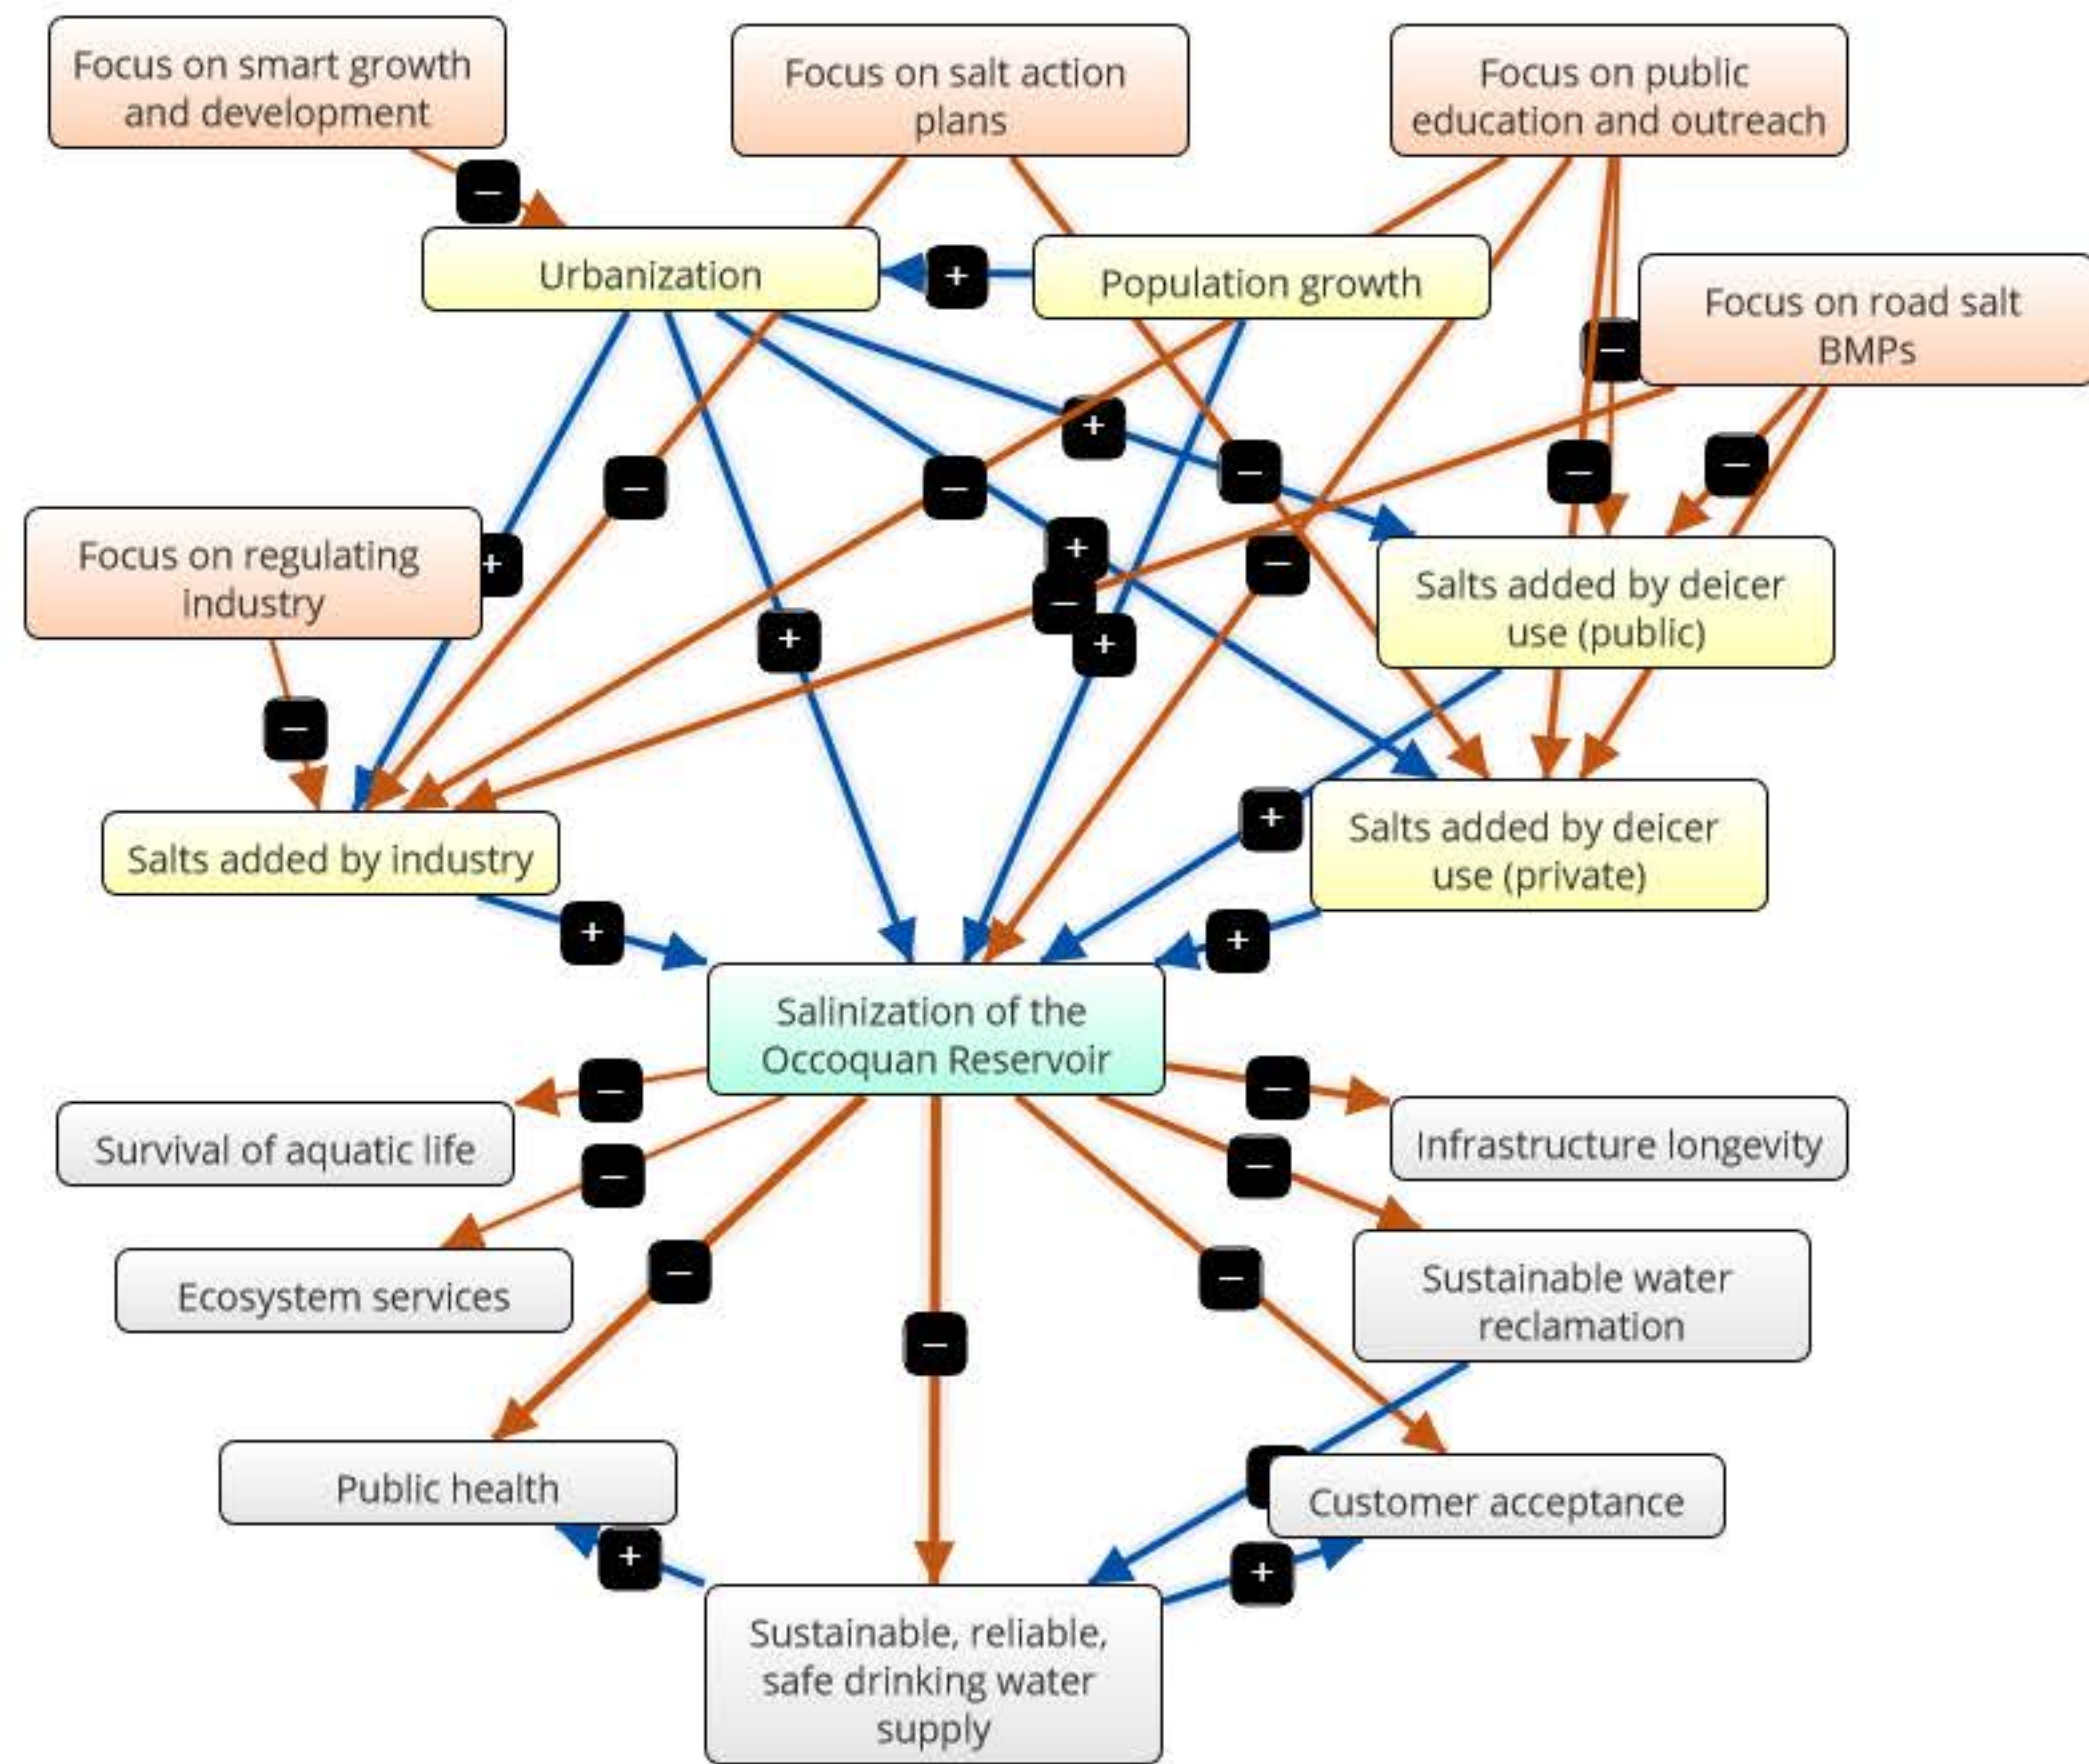 Focus on smart growth
and development
Focus on salt action
plans
Focus on public
education and outreach
−
Urbanization
+
Population growth
Focus on road salt
BMPs
−
+
−
−
−
−
−
Focus on regulating
industry
+
+
−
−
+
+
Salts added by deicer
use (public)
−
Salts added by industry
+
Salts added by deicer
use (private)
+
+
Salinization of the
Occoquan Reservoir
−
−
Survival of aquatic life
Infrastructure longevity
−
−
Ecosystem services
−
−
Sustainable water
reclamation
−
Public health
Customer acceptance
+
+
Sustainable, reliable,
safe drinking water
supply